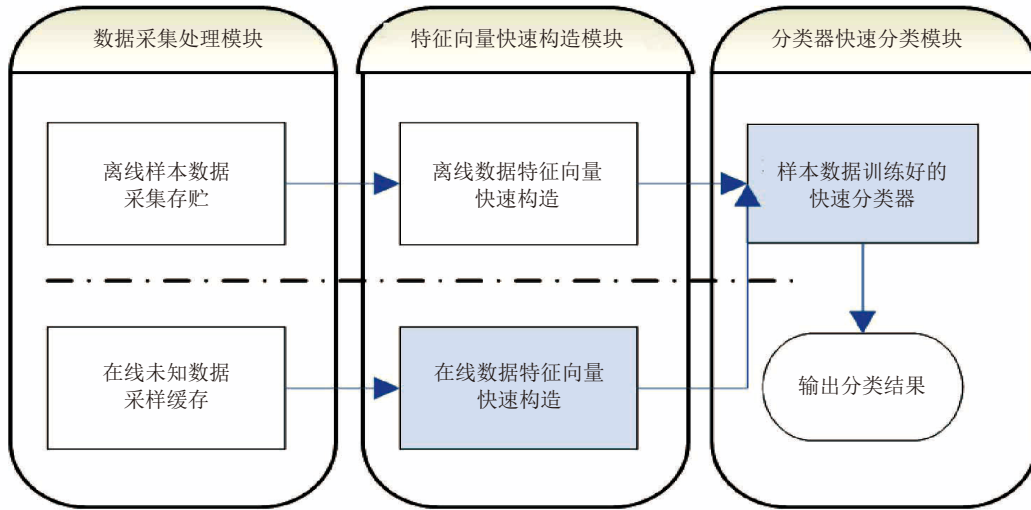 数据采集处理模块
特征向量快速构造模块
分类器快速分类模块
离线样本数据
采集存贮
离线数据特征向量
快速构造
样本数据训练好的
快速分类器
在线未知数据
采样缓存
在线数据特征向量
快速构造
输出分类结果